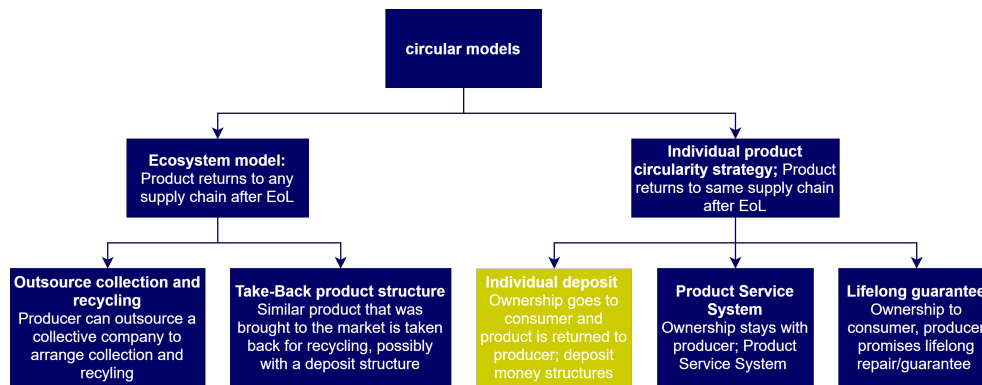 circular models
Ecosystem model:
Product returns to any
supply chain after EoL
Individual product
circularity strategy; Product
returns to same supply chain
after EoL
Outsource collection and
recycling
Producer can outsource a
collective company to
arrange collection and
recyling
Take-Back product structure
Similar product that was
brought to the market is taken
back for recycling, possibly
with a deposit structure
Individual deposit
Ownership goes to
consumer and
product is returned to
producer; deposit
money structures
Product Service
System
Ownership stays with
producer; Product
Service System
Lifelong guarantee
Ownership to
consumer, producer
promises lifelong
repair/guarantee